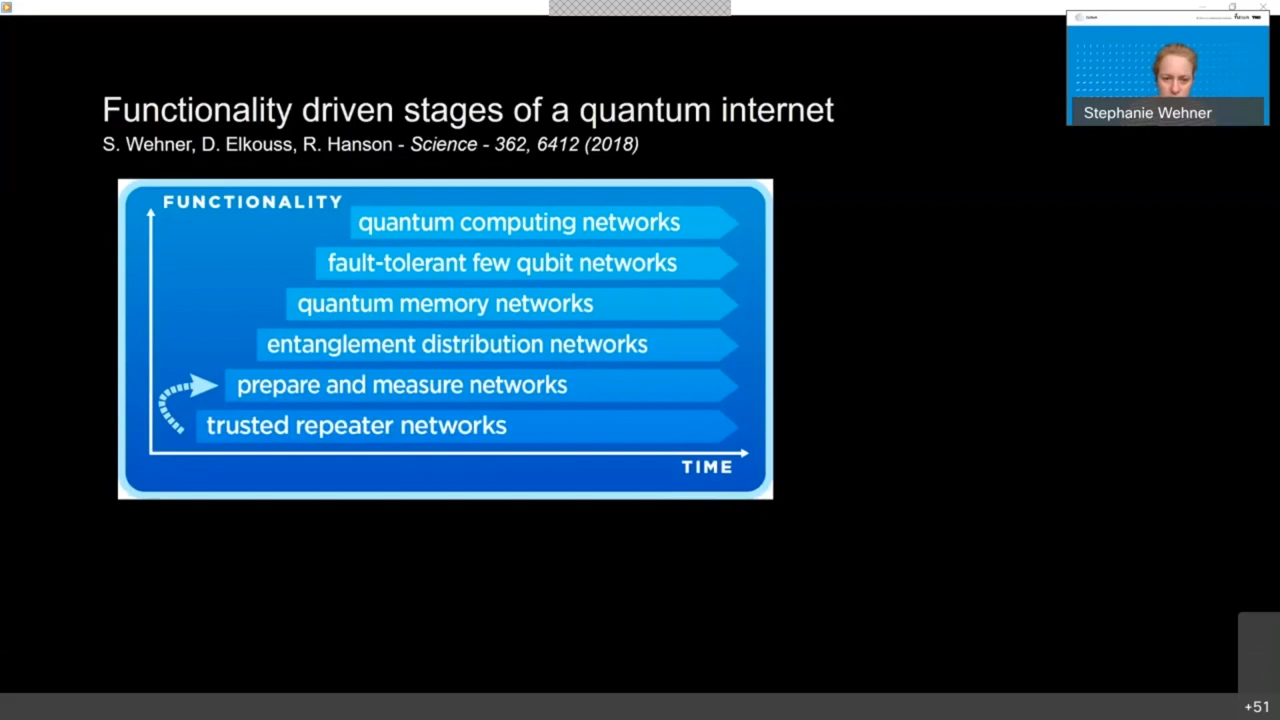 Functionality driven stages of a quantum internet
S. Wehner, D. Elkouss, R. Hanson - Science - 362, 6412 (2018)
Stephanie Wehner
FUNCTIONALITY
quantum computing networks
fault-tolerant few qubit networks
quantum memory networks
entanglement distribution networks
prepare and measure networks
trusted repeater networks
TIME
+51